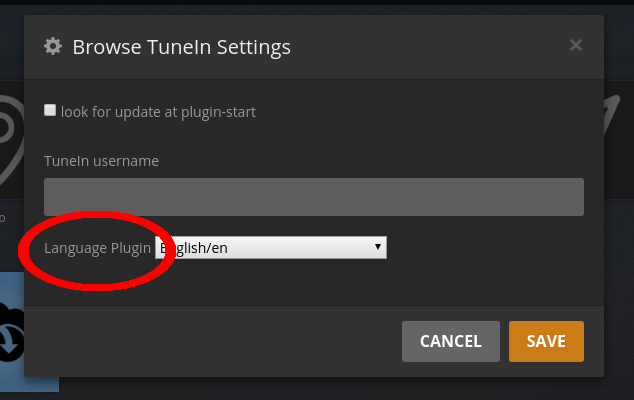 Browse TuneIn Settings
×
look for update at plugin-start
TuneIn username
Language Plugin English/en
CANCEL SAVE